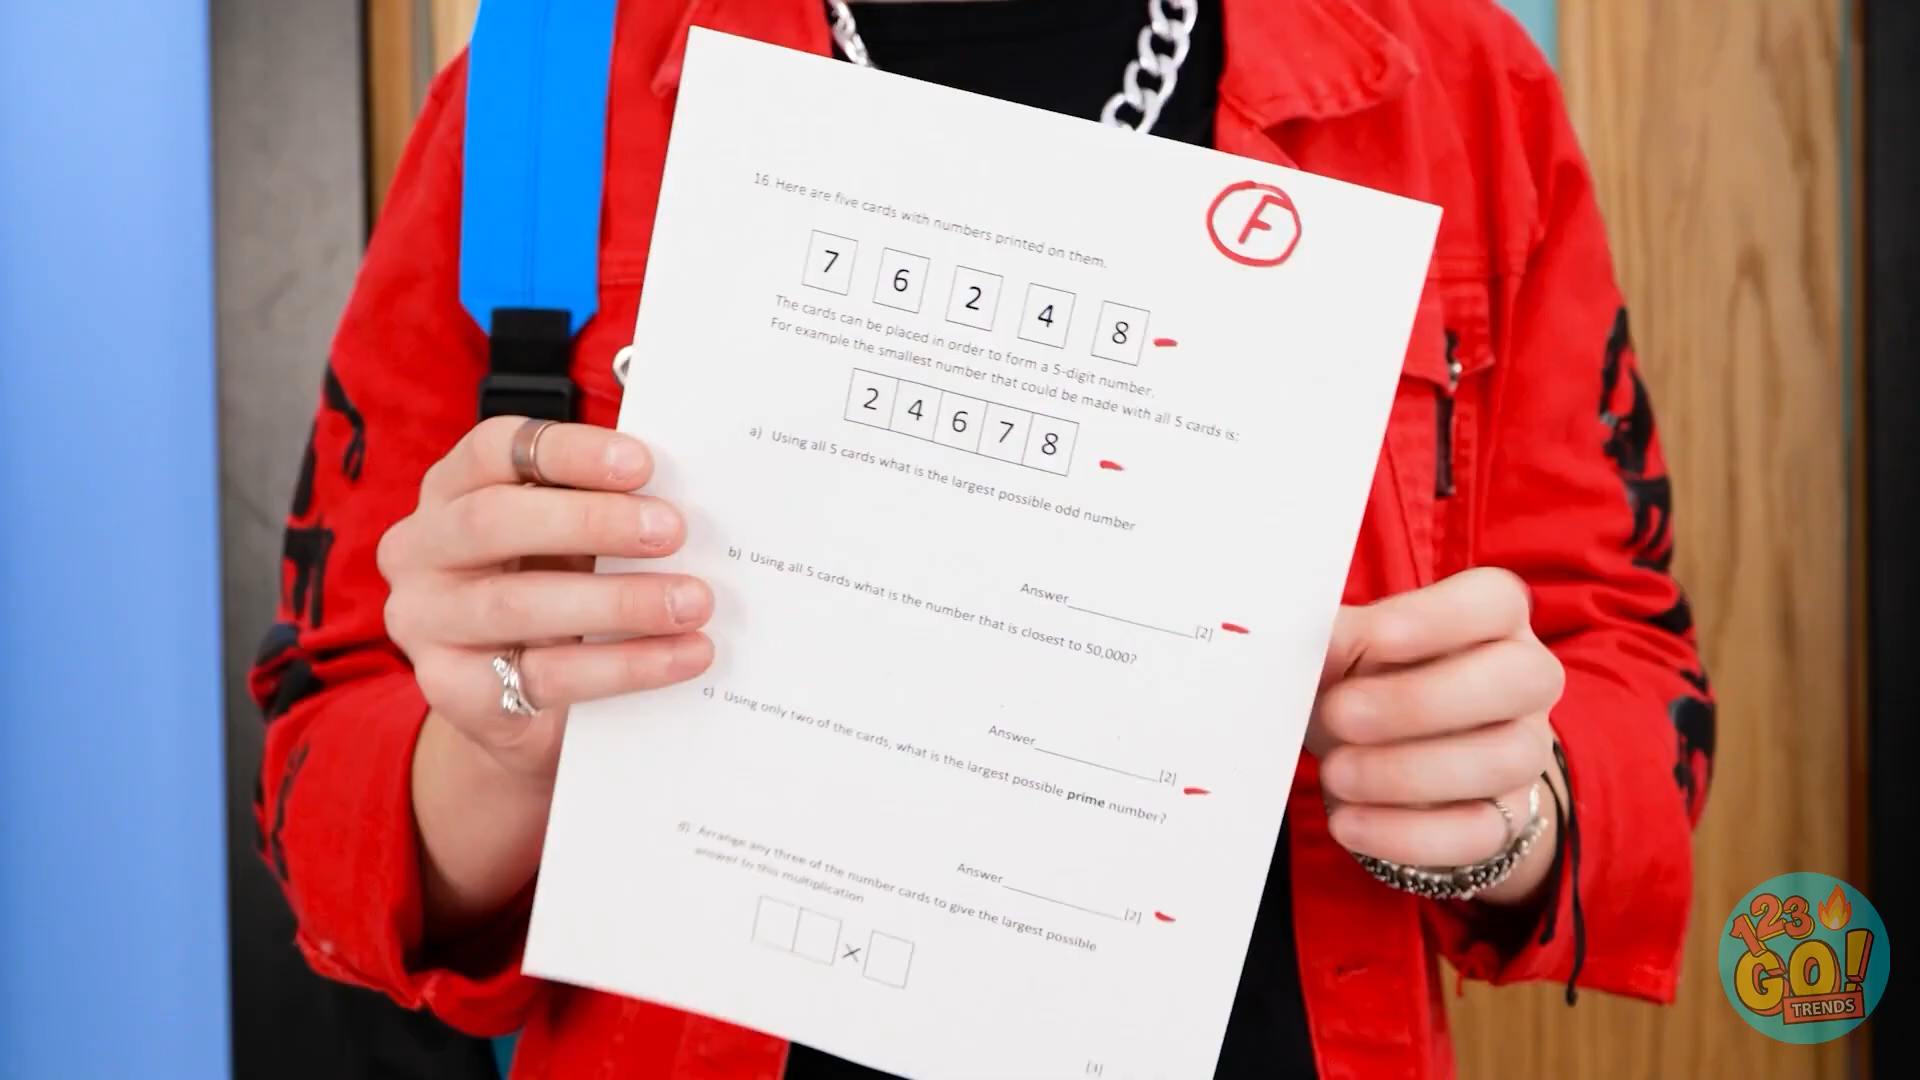 F
16. Here are five cards with numbers printed on them.
7 6 2 4 8
The cards can be placed in order to form a 5-digit number.
For example the smallest number that could be made with all 5 cards is:
2 4 6 7 8
a) Using all 5 cards what is the largest possible odd number
Answer [2]
b) Using all 5 cards what is the number that is closest to 50,000?
Answer [2]
c) Using only two of the cards, what is the largest possible prime number?
Answer [2]
d) Arrange any three of the number cards to give the largest possible
answer to this multiplication
×
[3]
123
GO!
TRENDS